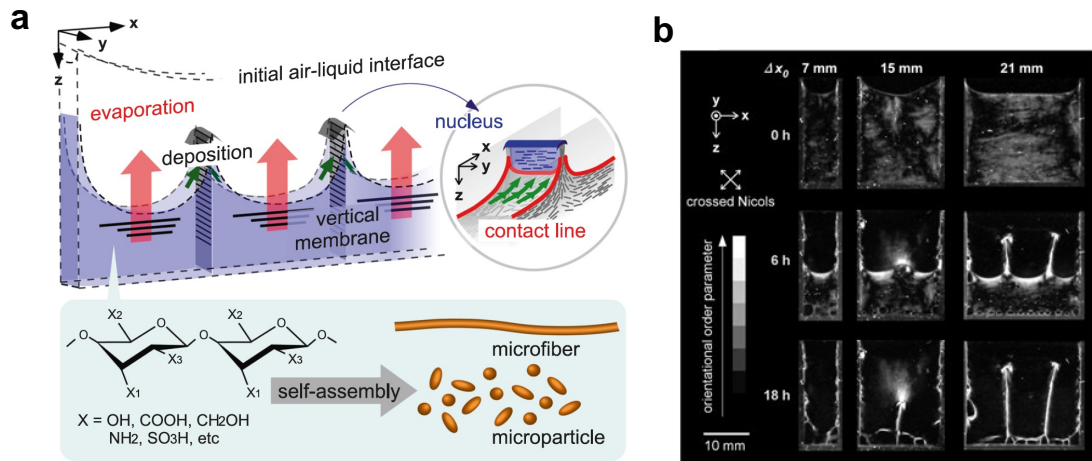 a
x
y
z
initial air-liquid interface
evaporation
deposition
nucleus
x
y
z
vertical
membrane
contact line
X2
X2
O
O
O
O
O
X3
X3
X1
X1
self-assembly
microfiber
microparticle
X = OH, COOH, CH2OH
NH2, SO3H, etc
b
Δx0 7 mm 15 mm 21 mm
y
x
z
0 h
crossed Nicols
6 h
orientational order parameter
18 h
10 mm